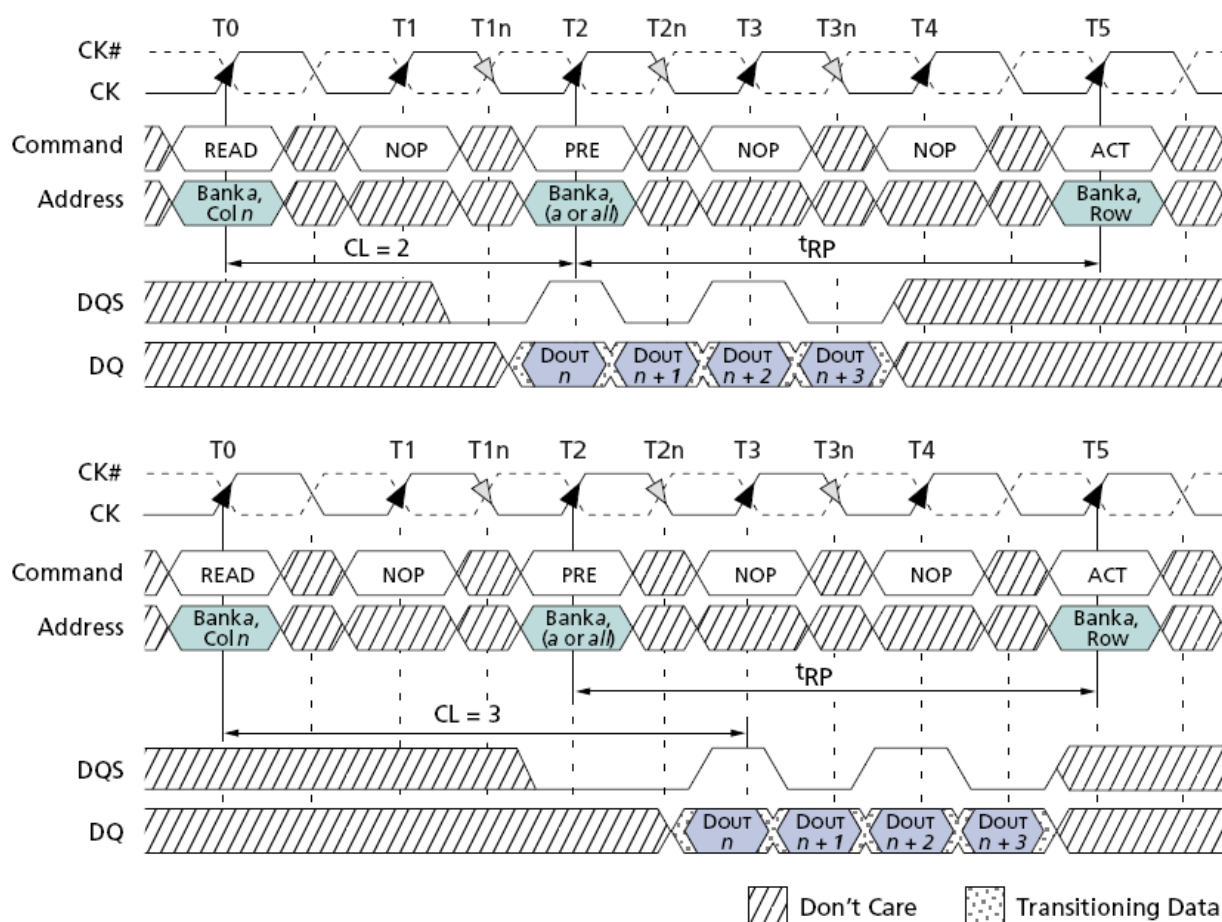 T0 T1 T1n T2 T2n T3 T3n T4 T5
CK#
CK
Command READ NOP PRE NOP NOP ACT
Address Banka, Col n Banka, (a or all) Banka, Row
CL = 2 tRP
DQS
DQ DOUT n DOUT n + 1 DOUT n + 2 DOUT n + 3
T0 T1 T1n T2 T2n T3 T3n T4 T5
CK#
CK
Command READ NOP PRE NOP NOP ACT
Address Banka, Col n Banka, (a or all) Banka, Row
tRP
CL = 3
DQS
DQ DOUT n DOUT n + 1 DOUT n + 2 DOUT n + 3
Don't Care Transitioning Data